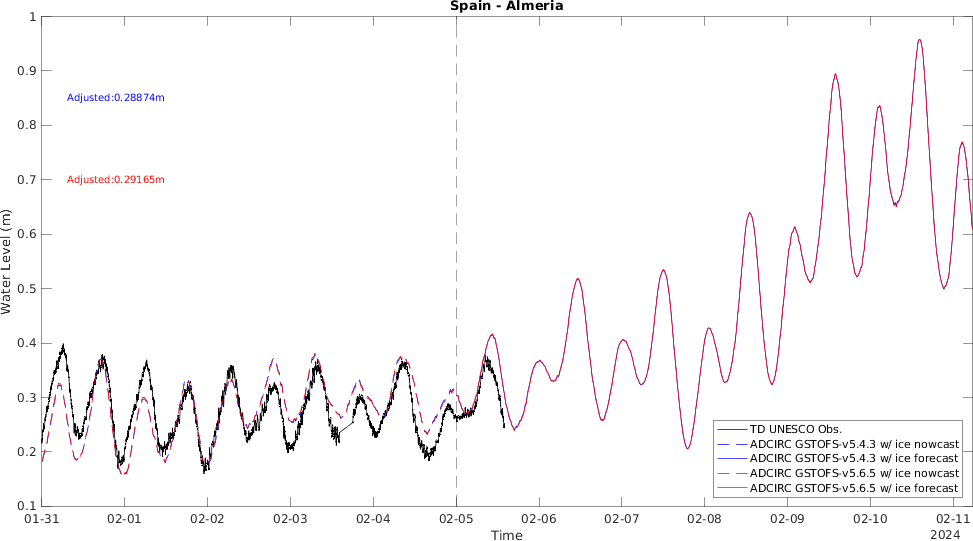 Spain - Almeria
1
0.9
0.8
0.7
0.6
0.5
0.4
0.3
0.2
0.1
Water Level (m)
Adjusted:0.28874m
Adjusted:0.29165m
TD UNESCO Obs.
ADCIRC GSTOFS-v5.4.3 w/ ice nowcast
ADCIRC GSTOFS-v5.4.3 w/ ice forecast
ADCIRC GSTOFS-v5.6.5 w/ ice nowcast
ADCIRC GSTOFS-v5.6.5 w/ ice forecast
01-31 02-01 02-02 02-03 02-04 02-05 02-06 02-07 02-08 02-09 02-10 02-11
Time
2024